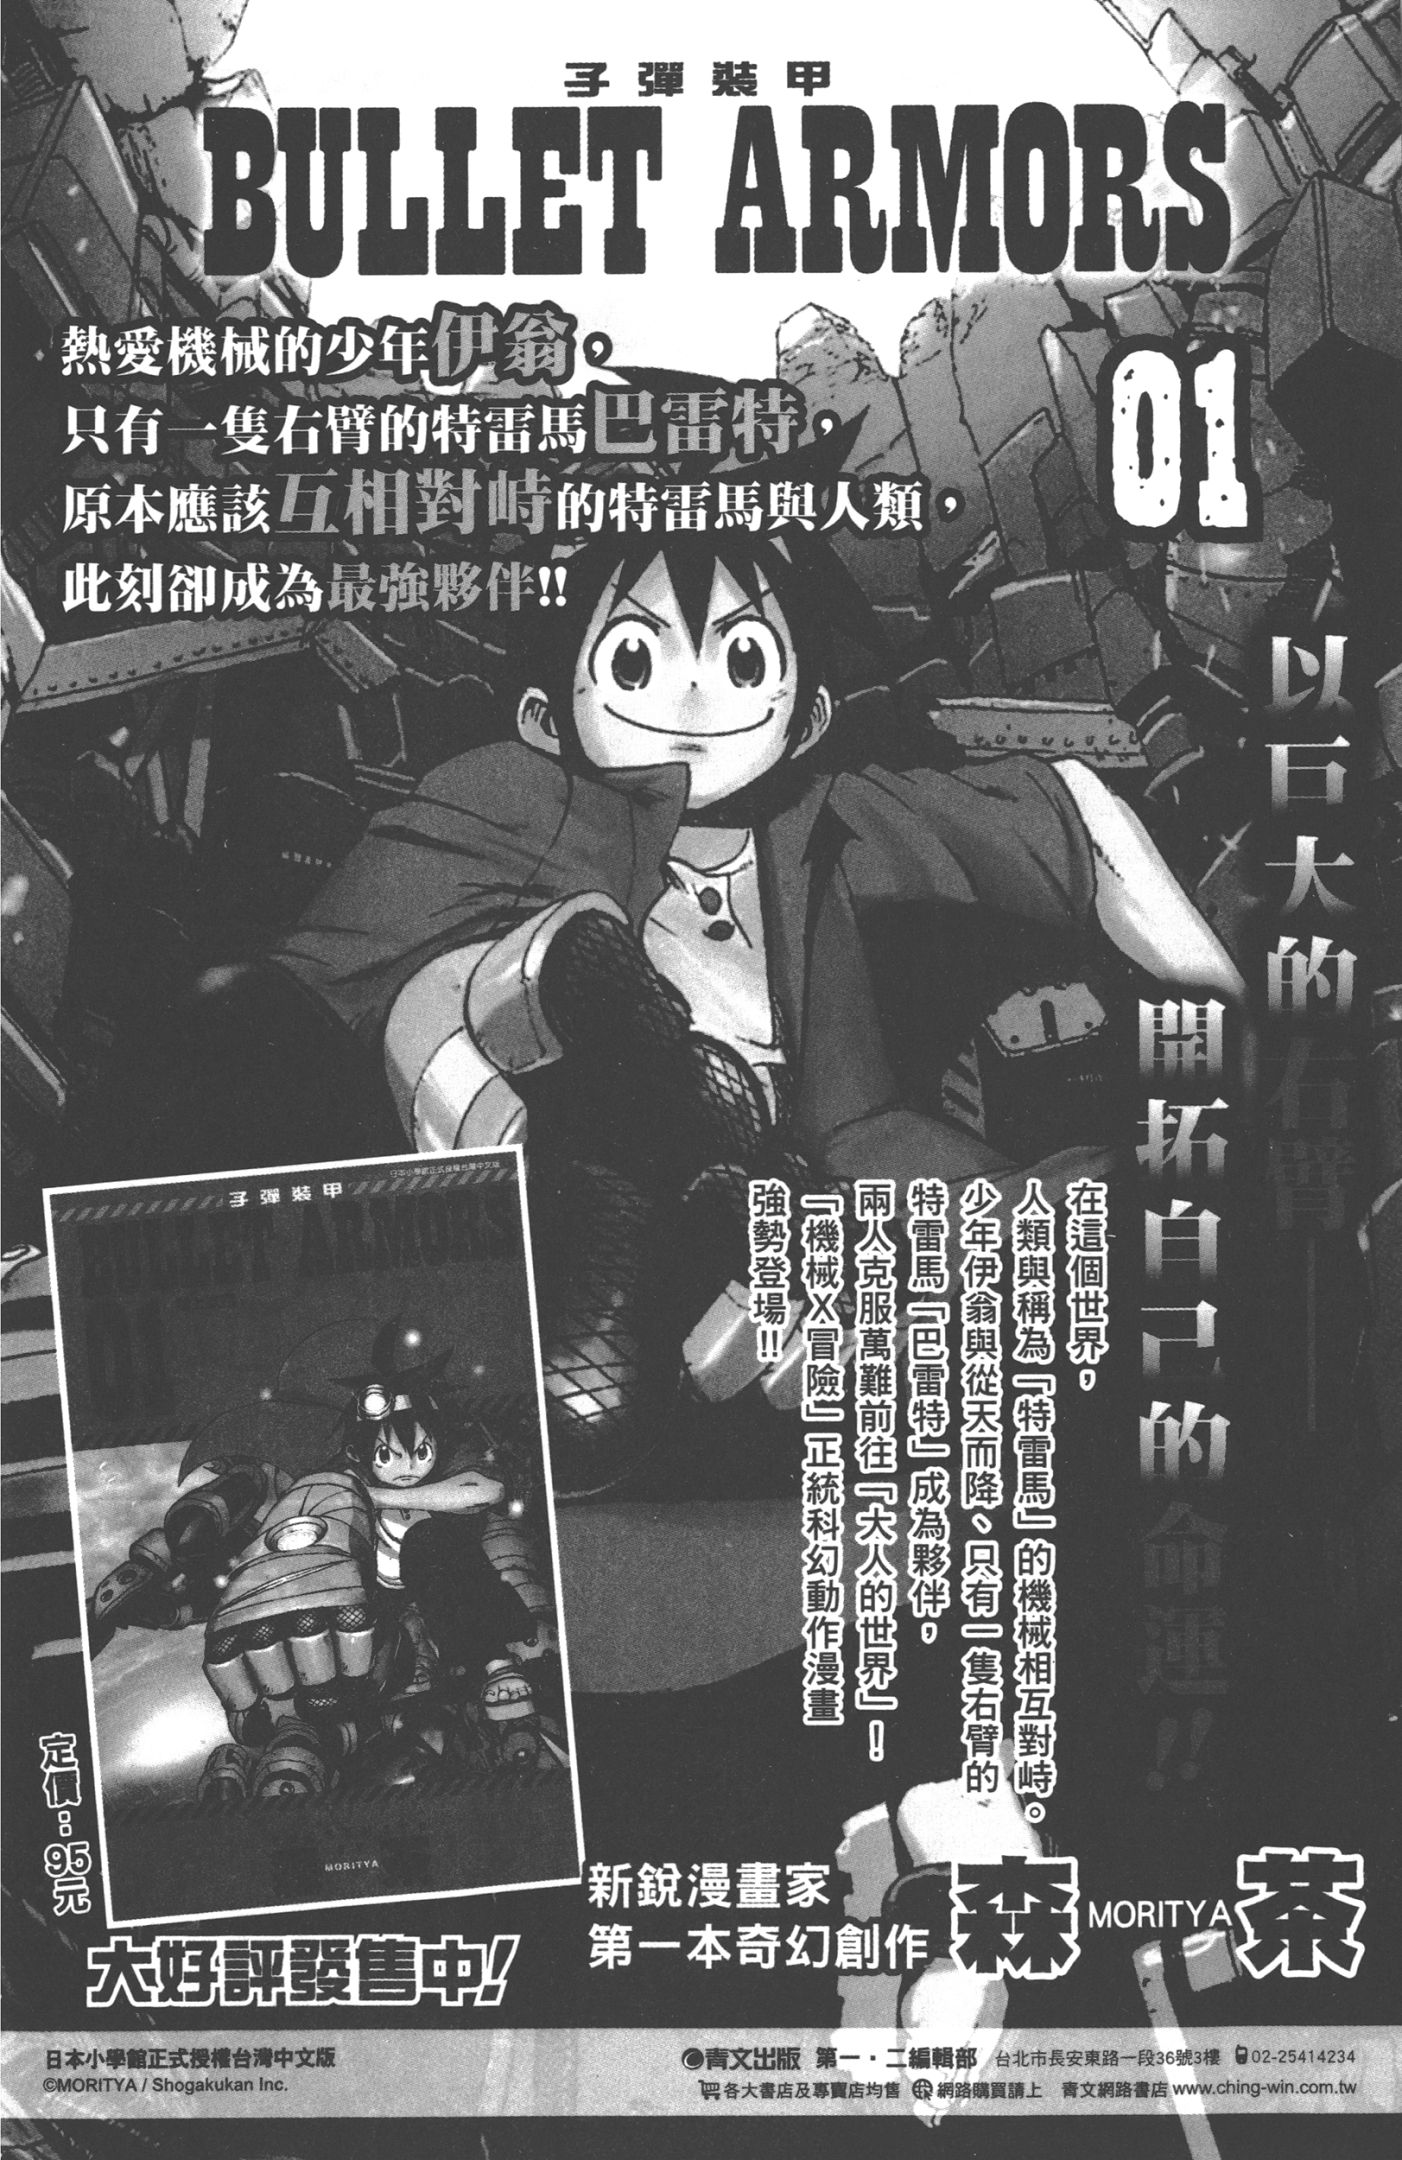 子彈裝甲
BULLET ARMORS
01
熱愛機械的少年伊翁，
只有一隻右臂的特雷馬巴雷特，
原本應該互相對峙的特雷馬與人類，
此刻卻成為最強夥伴!!
以巨大的右臂——
開拓自己的命運!!
在這個世界，
人類與稱為「特雷馬」的機械相互對峙。
少年伊翁與從天而降、只有一隻右臂的
特雷馬「巴雷特」成為夥伴，
兩人克服萬難前往「大人的世界」！
「機械X冒險」正統科幻動作漫畫
強勢登場!!
日本小學館正式授權台灣中文版
子彈裝甲
BULLET ARMORS
01
MORITYA
定價：95元
大好評發售中!
新銳漫畫家
第一本奇幻創作
森 MORITYA 茶
日本小學館正式授權台灣中文版
©MORITYA / Shogakukan Inc.
青文出版 第一・二編輯部 台北市長安東路一段36號3樓 02-25414234
各大書店及專賣店均售 網路購買請上 青文網路書店 www.ching-win.com.tw